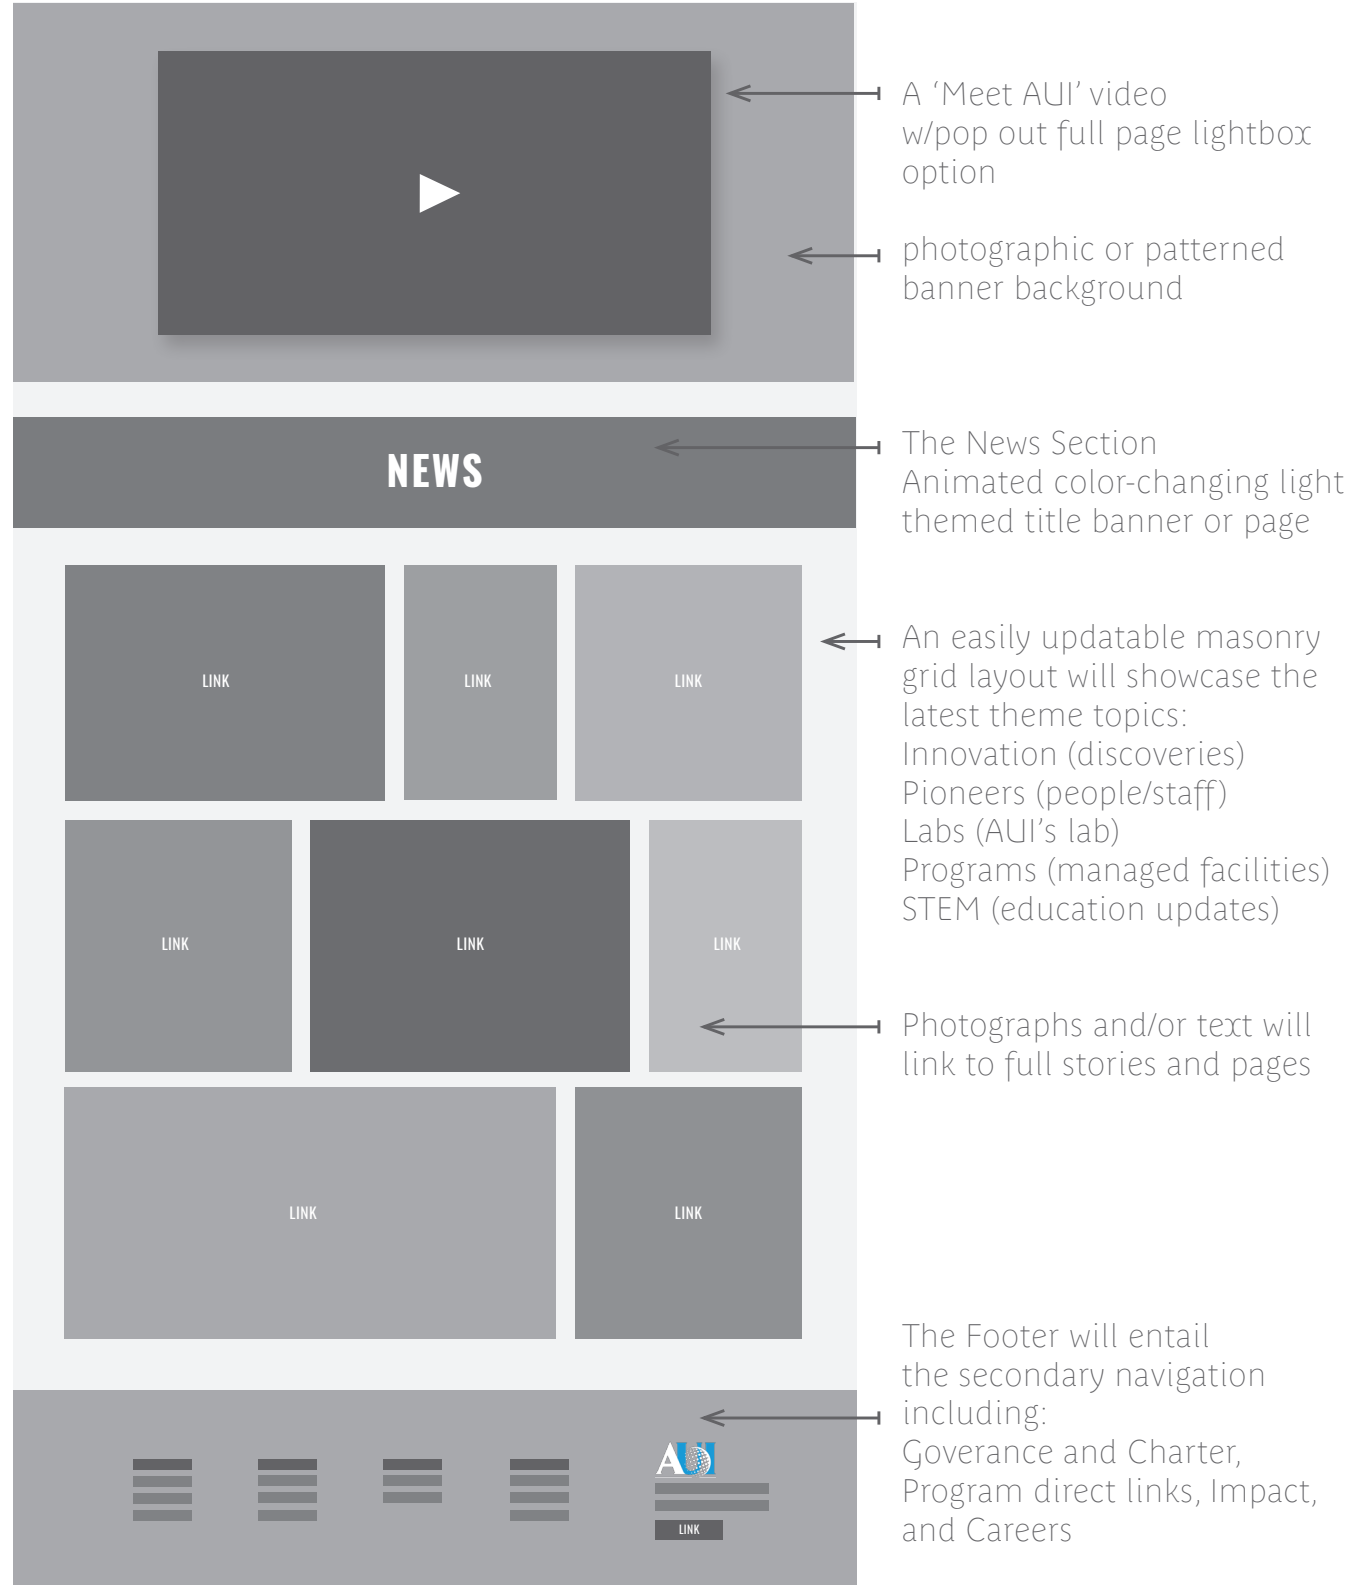 A ‘Meet AUI’ video
w/pop out full page lightbox
option
photographic or patterned
banner background
NEWS
The News Section
Animated color-changing light
themed title banner or page
LINK
LINK
LINK
An easily updatable masonry
grid layout will showcase the
latest theme topics:
Innovation (discoveries)
Pioneers (people/staff)
Labs (AUI’s lab)
Programs (managed facilities)
STEM (education updates)
LINK
LINK
LINK
Photographs and/or text will
link to full stories and pages
LINK
LINK
The Footer will entail
the secondary navigation
including:
Goverance and Charter,
Program direct links, Impact,
and Careers
AUI
LINK